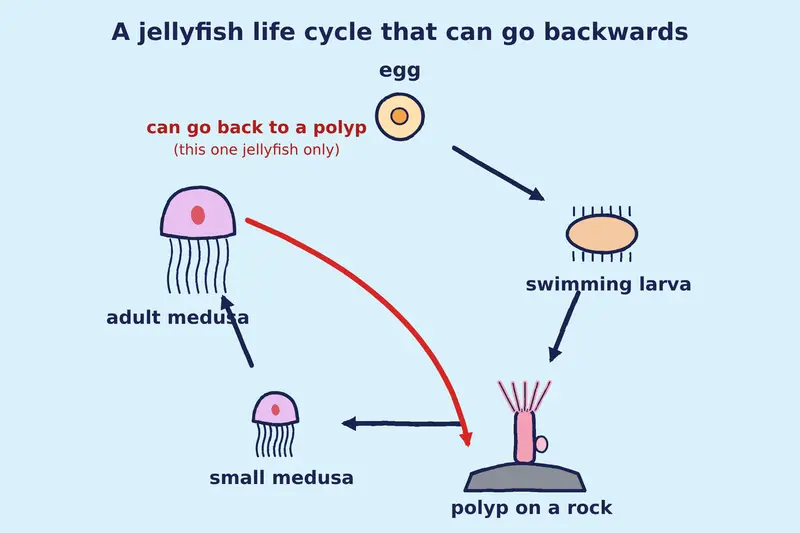 A jellyfish life cycle that can go backwards
egg
can go back to a polyp
(this one jellyfish only)
swimming larva
adult medusa
small medusa
polyp on a rock